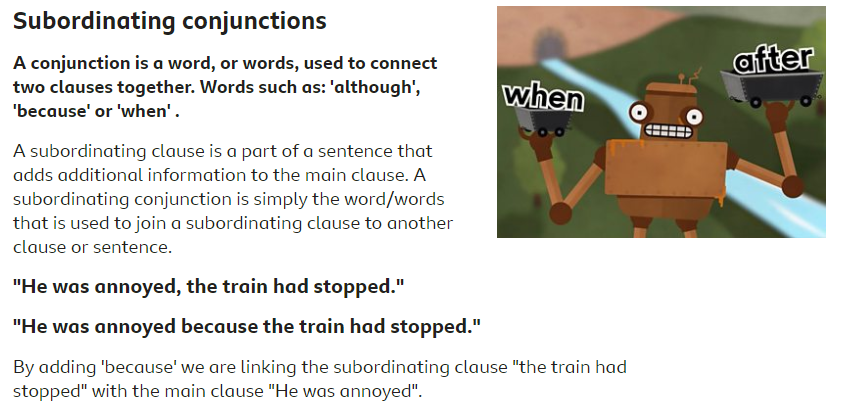 Subordinating conjunctions
A conjunction is a word, or words, used to connect
two clauses together. Words such as: 'although',
'because' or 'when' .
A subordinating clause is a part of a sentence that
adds additional information to the main clause. A
subordinating conjunction is simply the word/words
that is used to join a subordinating clause to another
clause or sentence.
"He was annoyed, the train had stopped."
"He was annoyed because the train had stopped."
By adding 'because' we are linking the subordinating clause "the train had
stopped" with the main clause "He was annoyed".
when
after